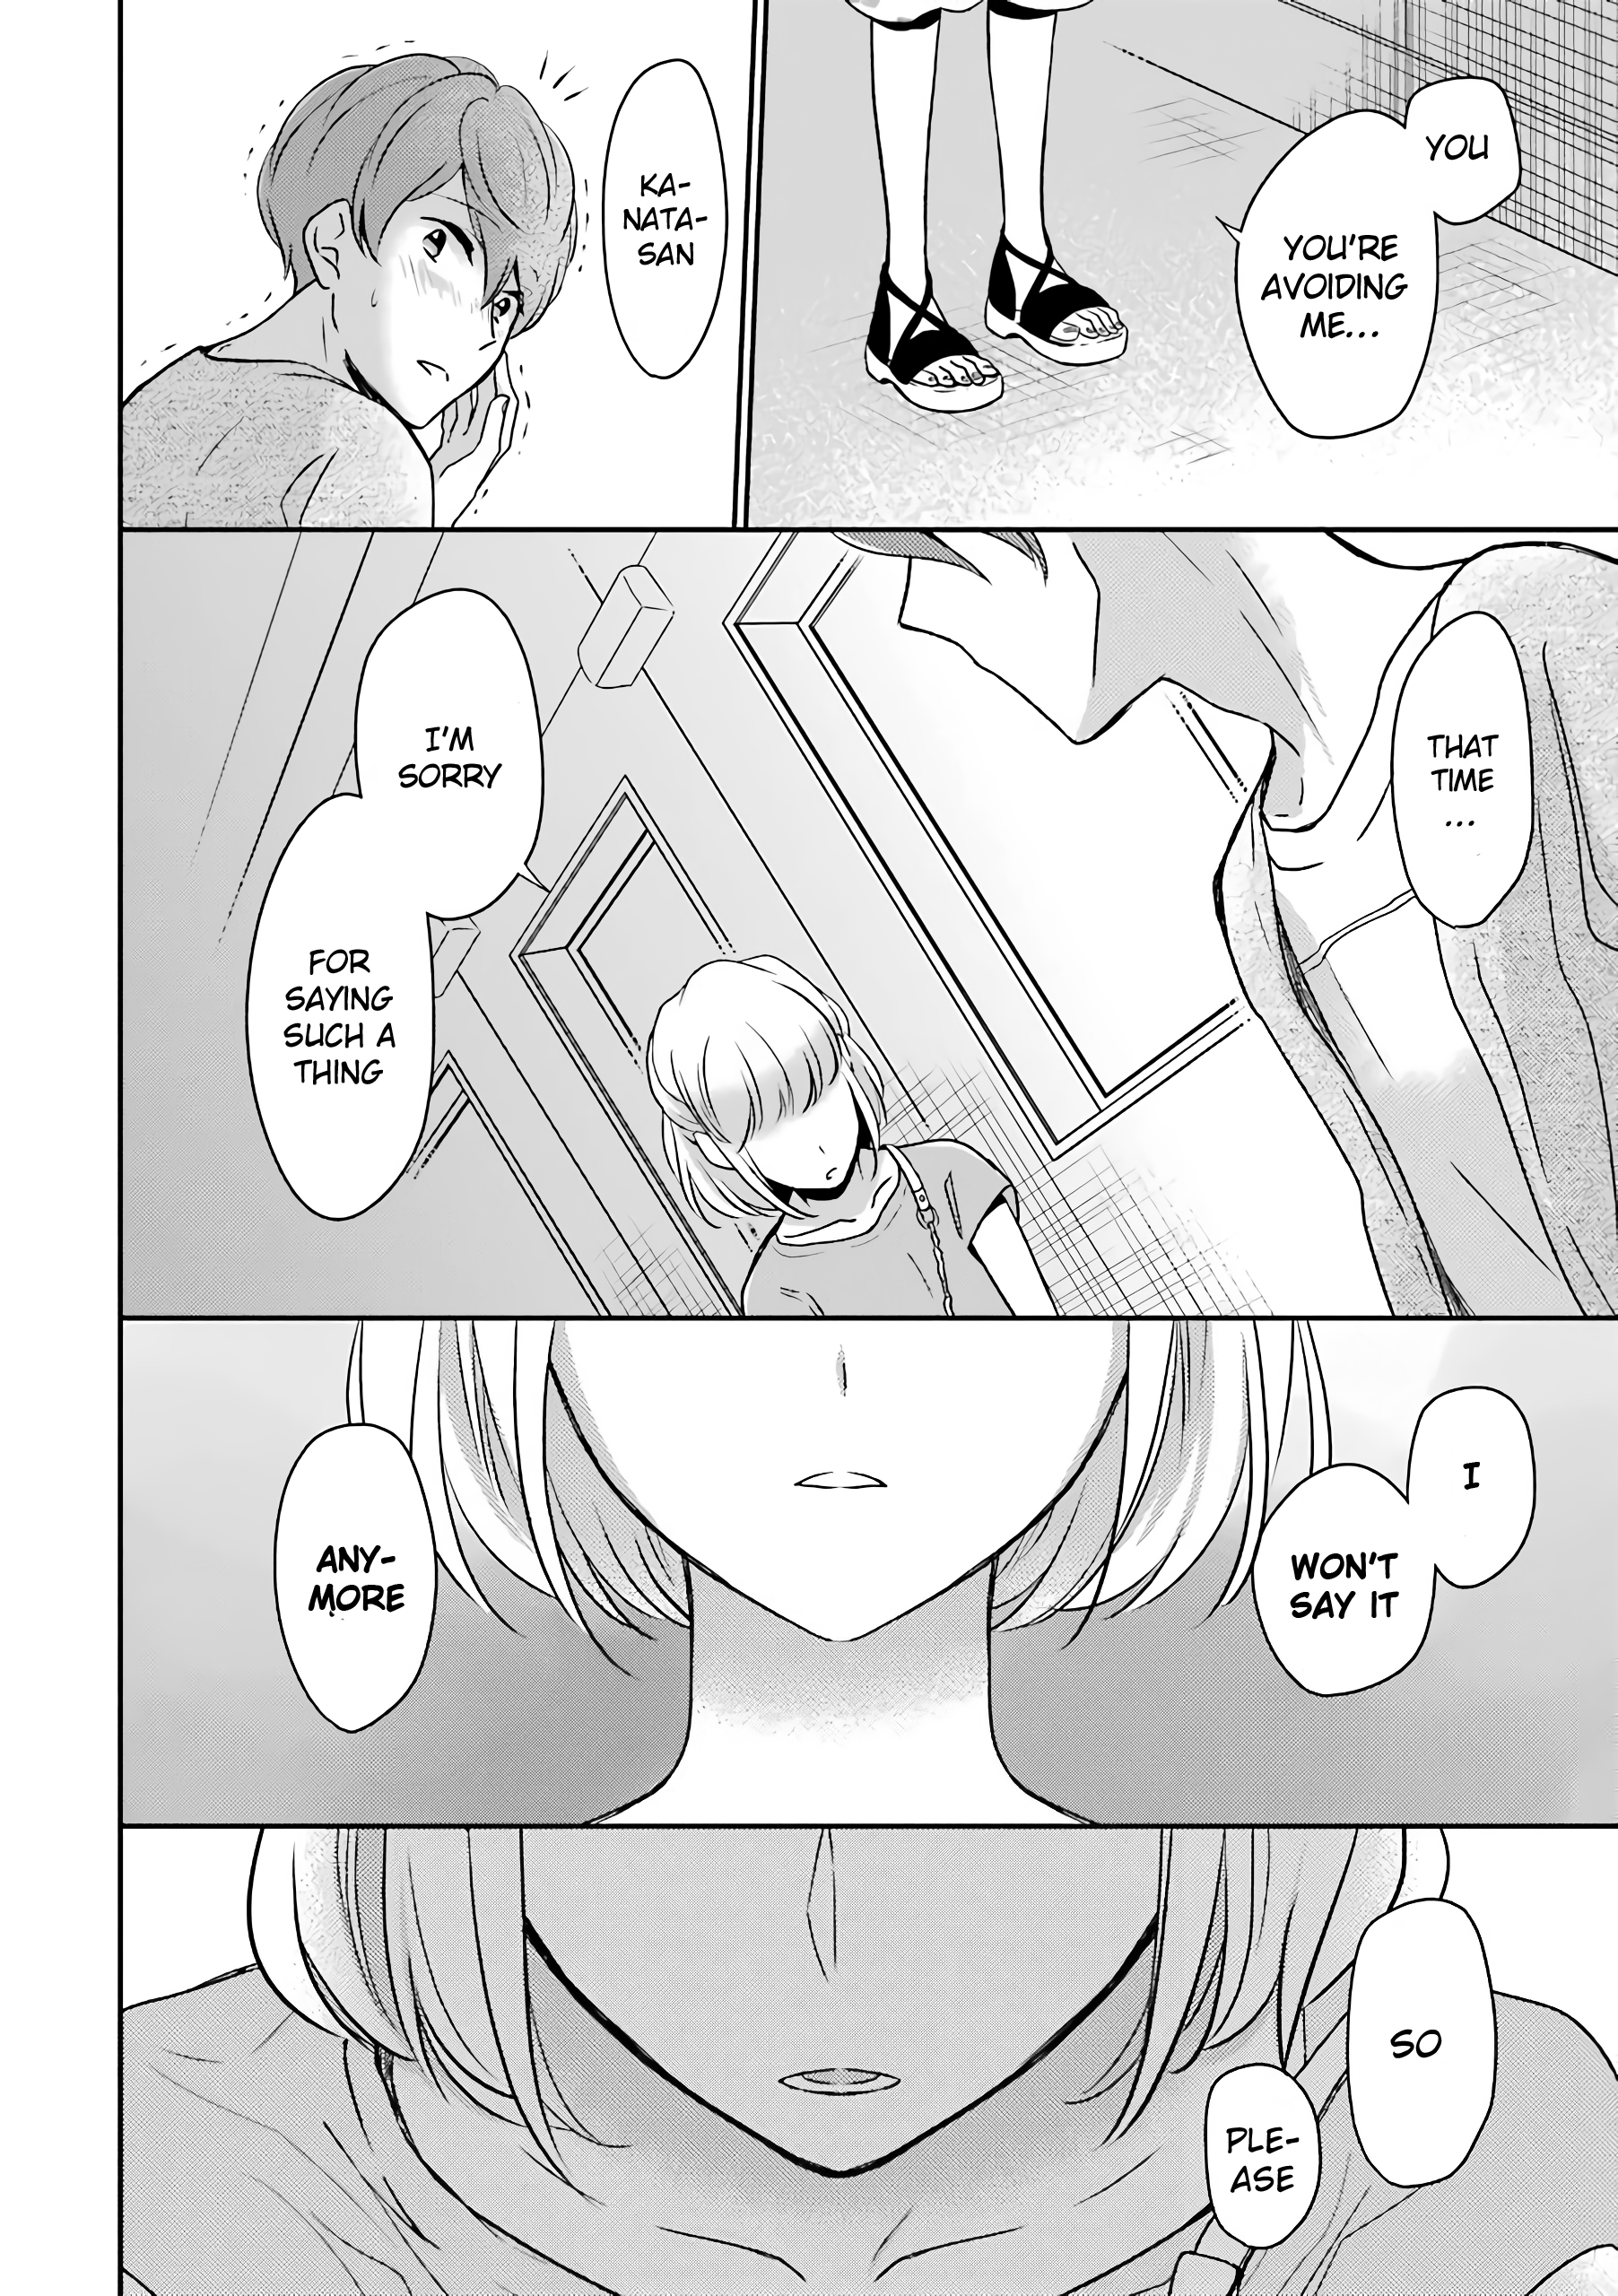 YOU
YOU'RE
AVOIDING
ME...
KA-
NATA-
SAN
THAT
TIME
...
I'M
SORRY
FOR
SAYING
SUCH A
THING
I
WON'T
SAY IT
ANY-
MORE
SO
PLE-
ASE